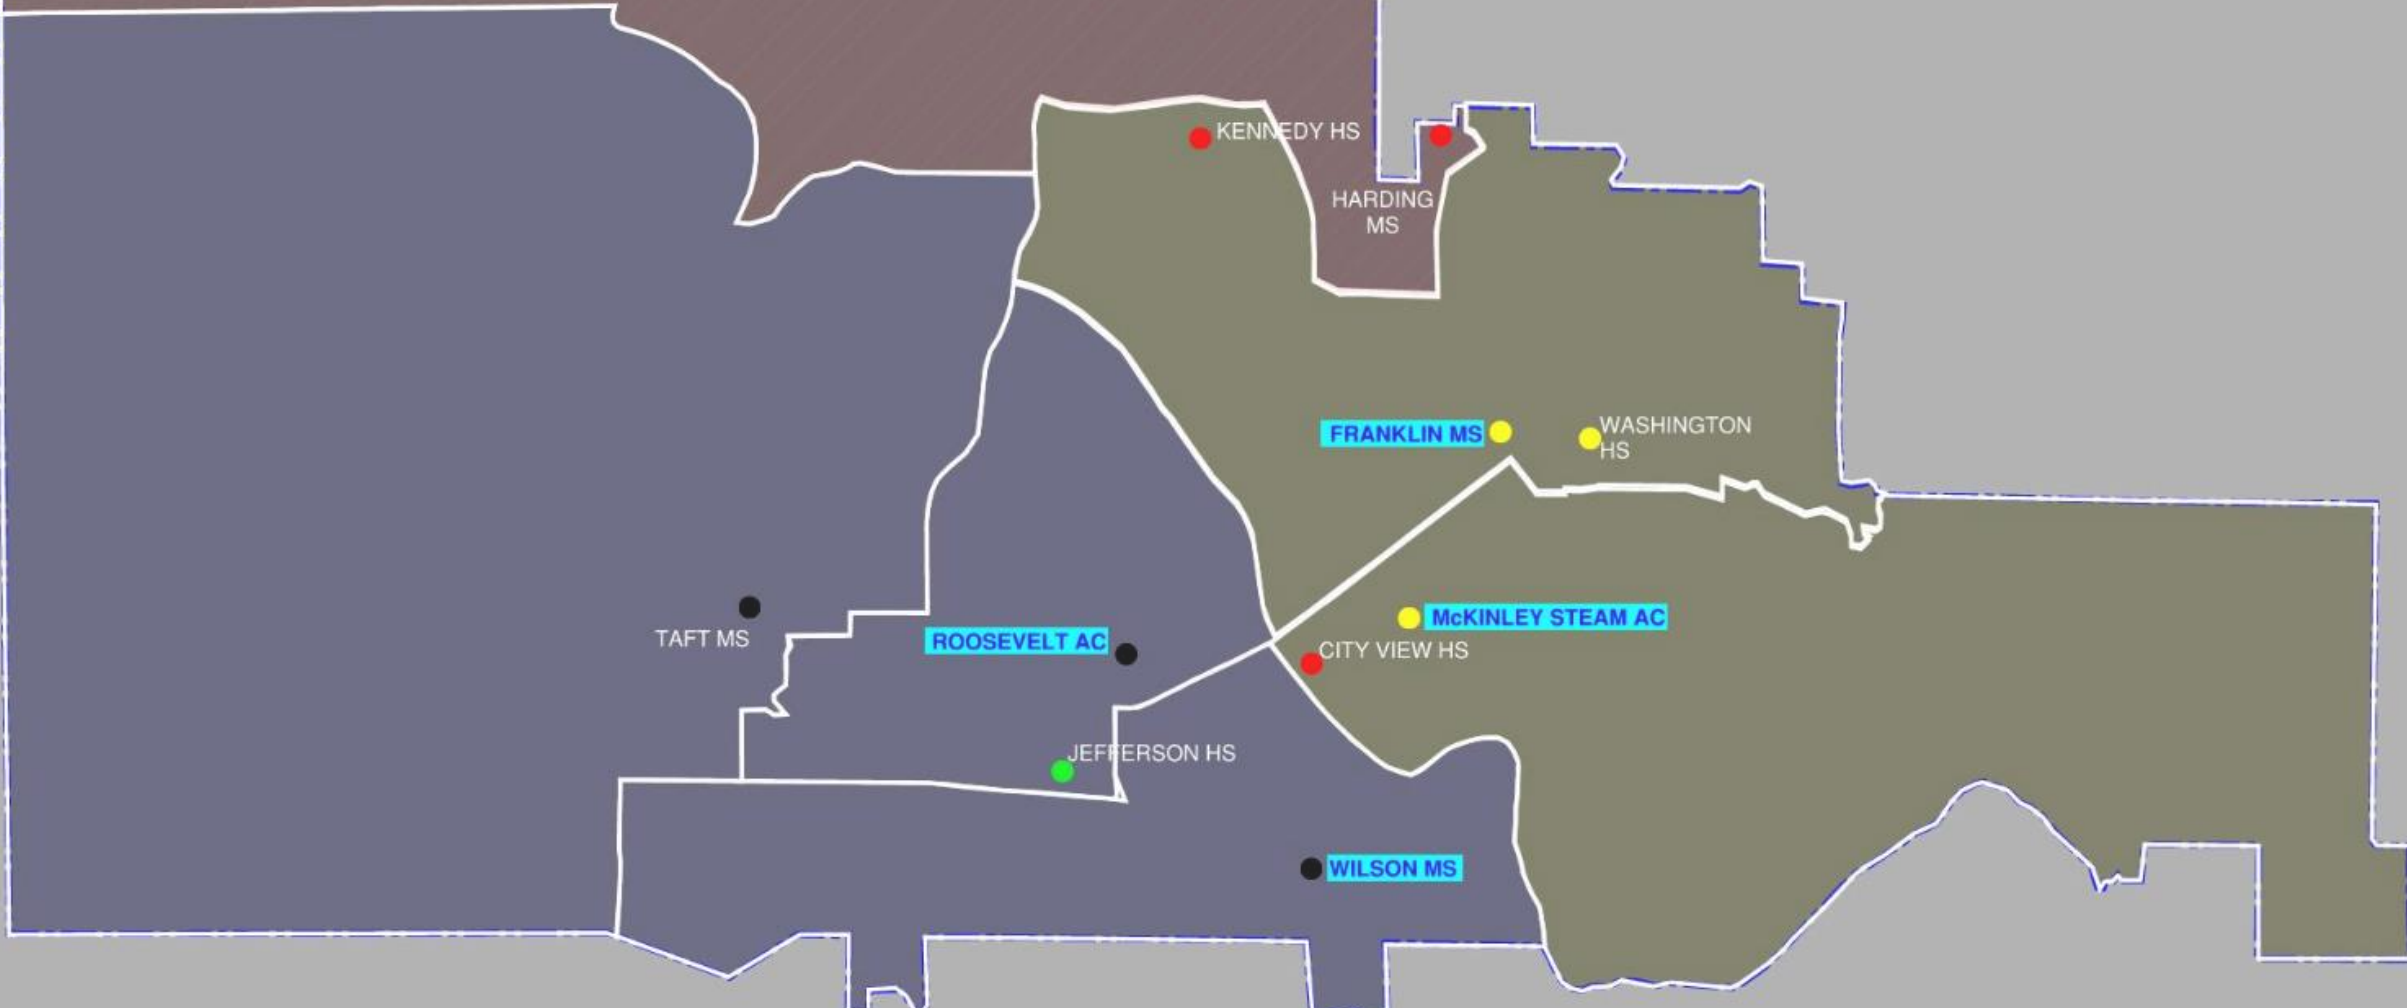 KENNEDY HS
HARDING
MS
FRANKLIN MS
WASHINGTON
HS
McKINLEY STEAM AC
CITY VIEW HS
TAFT MS
ROOSEVELT AC
JEFFERSON HS
WILSON MS